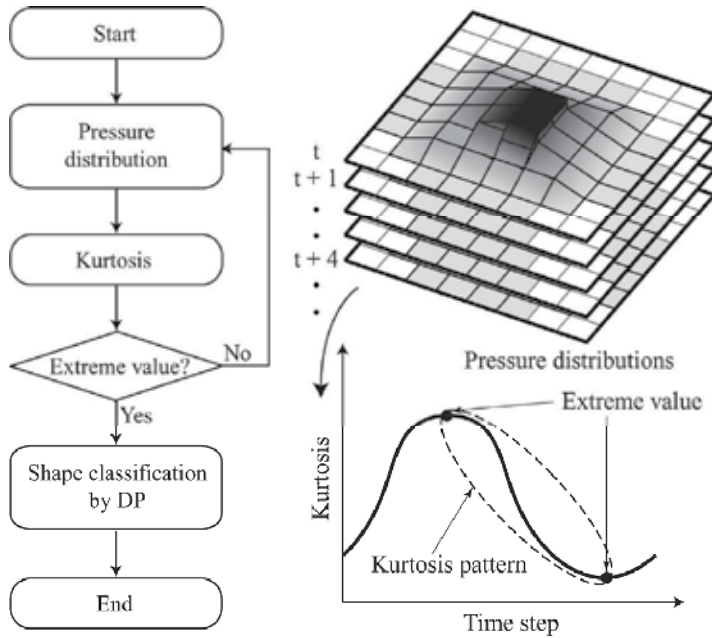 Start
Pressure
distribution
Kurtosis
Extreme value?
No
Yes
Shape classification
by DP
End
t
t + 1
.
.
t + 4
.
.
Pressure distributions
Extreme value
Kurtosis
Kurtosis pattern
Time step